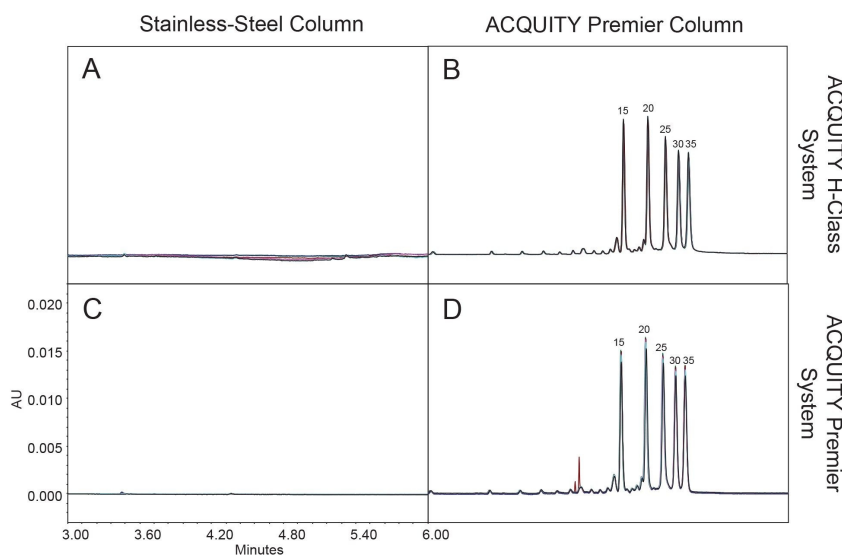 Stainless-Steel Column
ACQUITY Premier Column
A
B
15
20
25
30 35
ACQUITY H-Class
System
C
D
15
20
25
30 35
ACQUITY Premier
System
0.020
0.015
0.010
0.005
0.000
AU
3.00 3.60 4.20 4.80 5.40 6.00
Minutes